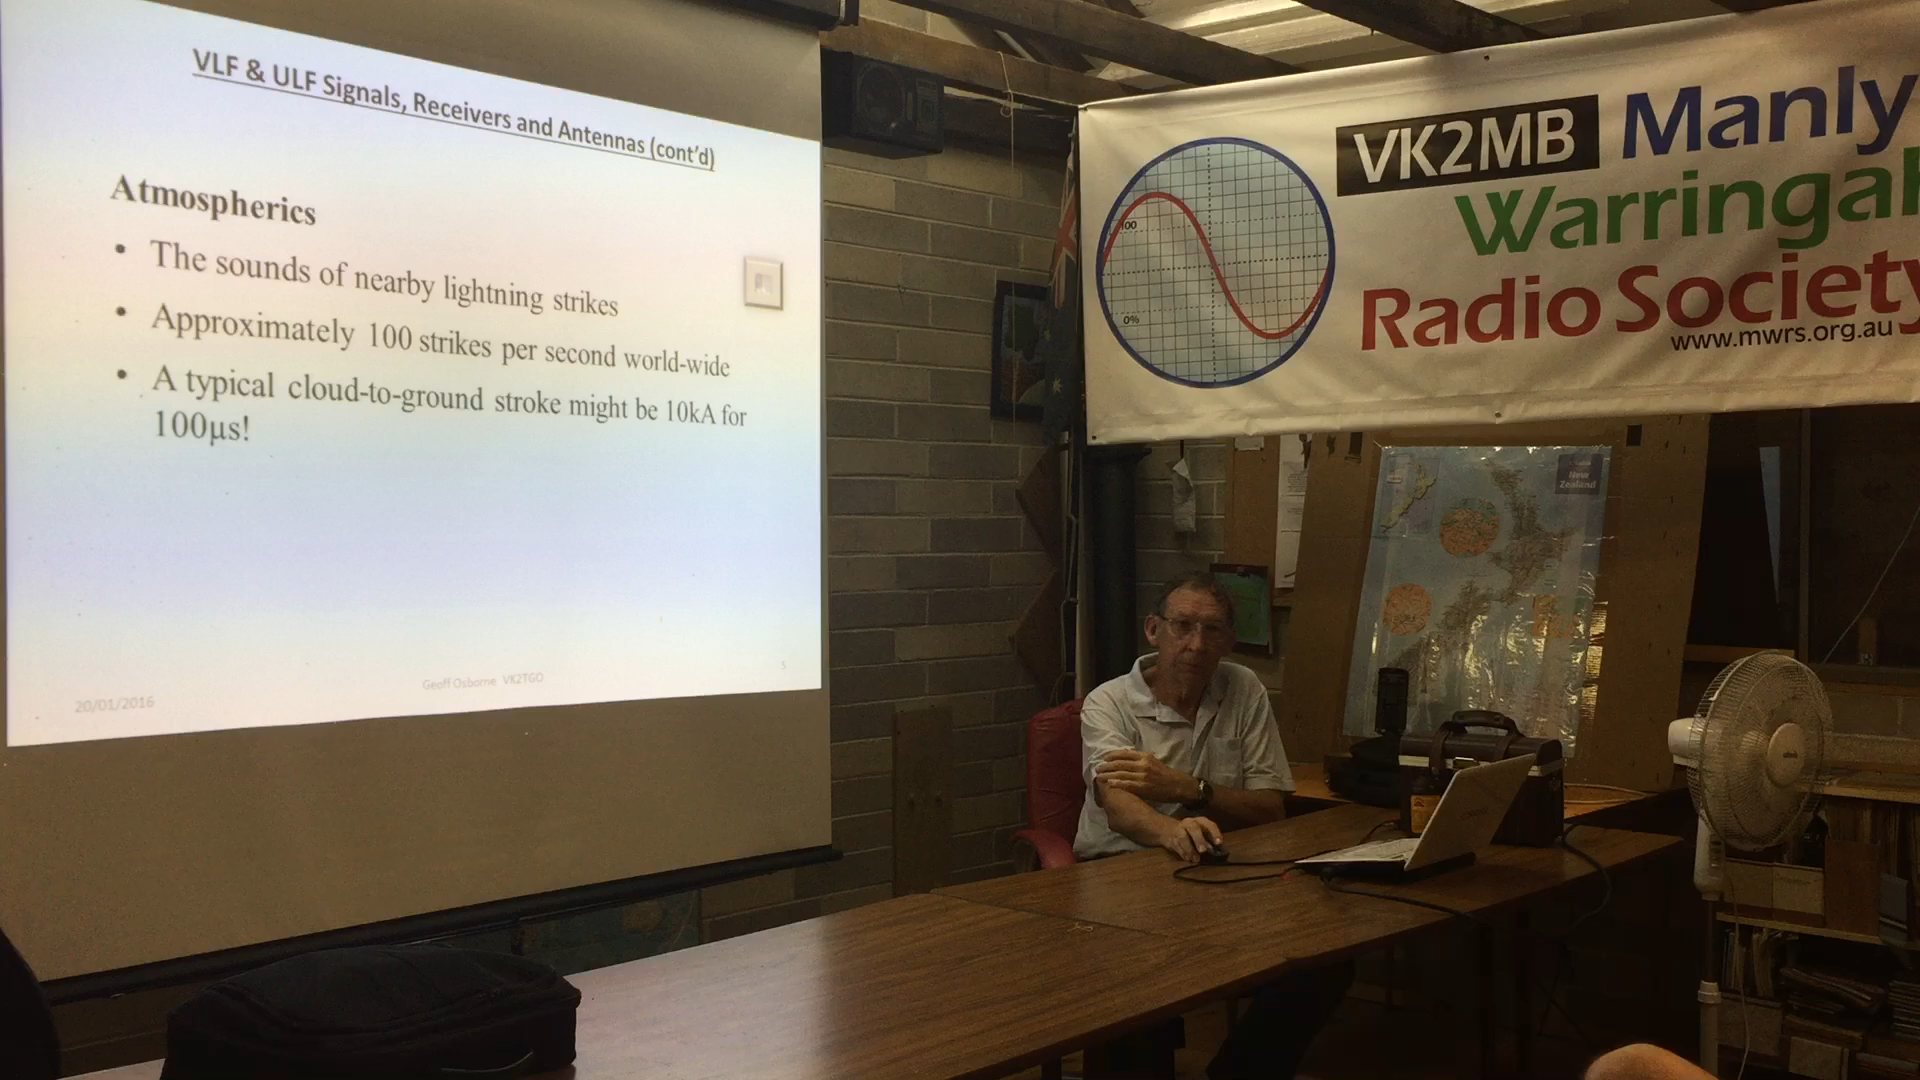 VLF & ULF Signals, Receivers and Antennas (cont'd)
Atmospherics
• The sounds of nearby lightning strikes
• Approximately 100 strikes per second world-wide
• A typical cloud-to-ground stroke might be 10kA for
100µs!
20/01/2016
Geoff Osborne VK2TGO
5
VK2MB Manly
Warringah
Radio Society
www.mwrs.org.au
100
0%
New
Zealand